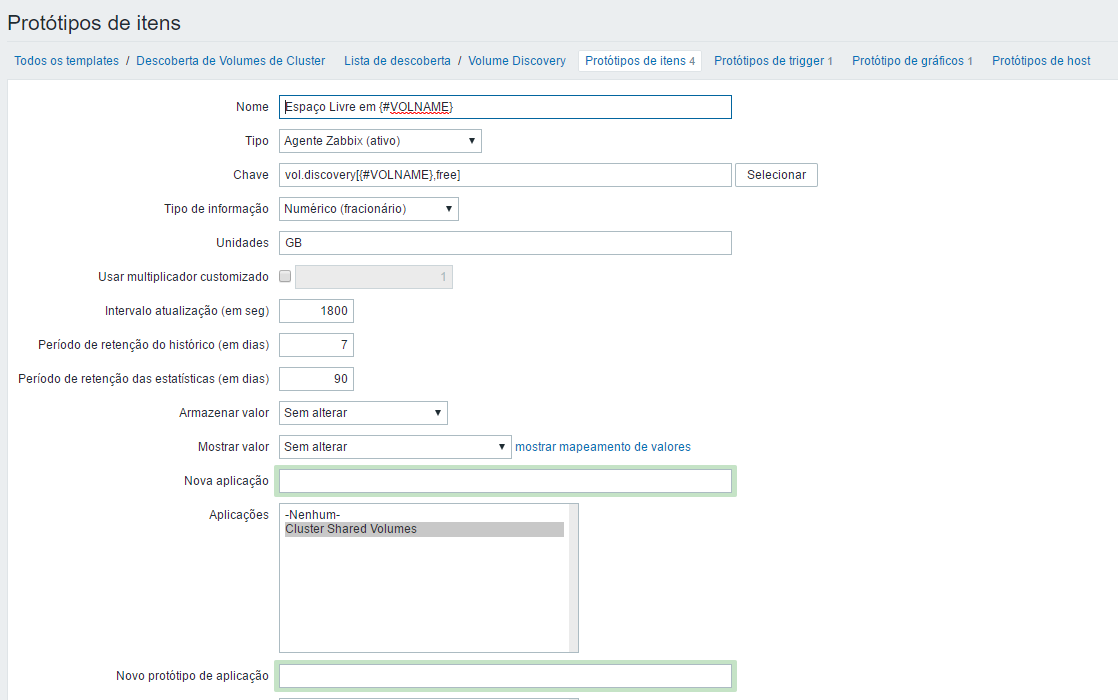 Protótipos de itens
Todos os templates / Descoberta de Volumes de Cluster Lista de descoberta / Volume Discovery Protótipos de itens 4 Protótipos de trigger 1 Protótipo de gráficos 1 Protótipos de host
Nome Espaço Livre em {#VOLNAME}
Tipo Agente Zabbix (ativo)
Chave vol.discovery[{#VOLNAME},free] Selecionar
Tipo de informação Numérico (fracionário)
Unidades GB
Usar multiplicador customizado 1
Intervalo atualização (em seg) 1800
Período de retenção do histórico (em dias) 7
Período de retenção das estatísticas (em dias) 90
Armazenar valor Sem alterar
Mostrar valor Sem alterar mostrar mapeamento de valores
Nova aplicação
Aplicações -Nenhum-
Cluster Shared Volumes
Novo protótipo de aplicação